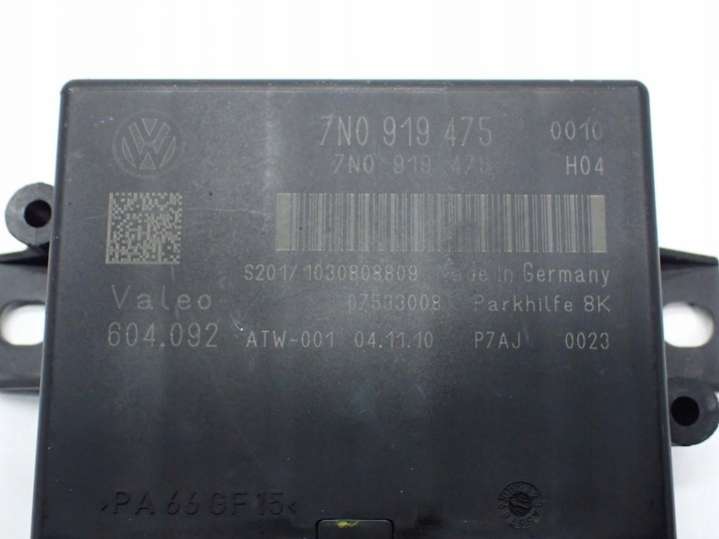 7N0 919 475 0010
7N0 919 475 H04
S201/1030808809 Made in Germany
Valeo 07533008 Parkhilfe 8K
604.092 ATW-001 04.11.10 P7AJ 0023
>PA 66 GF 15<